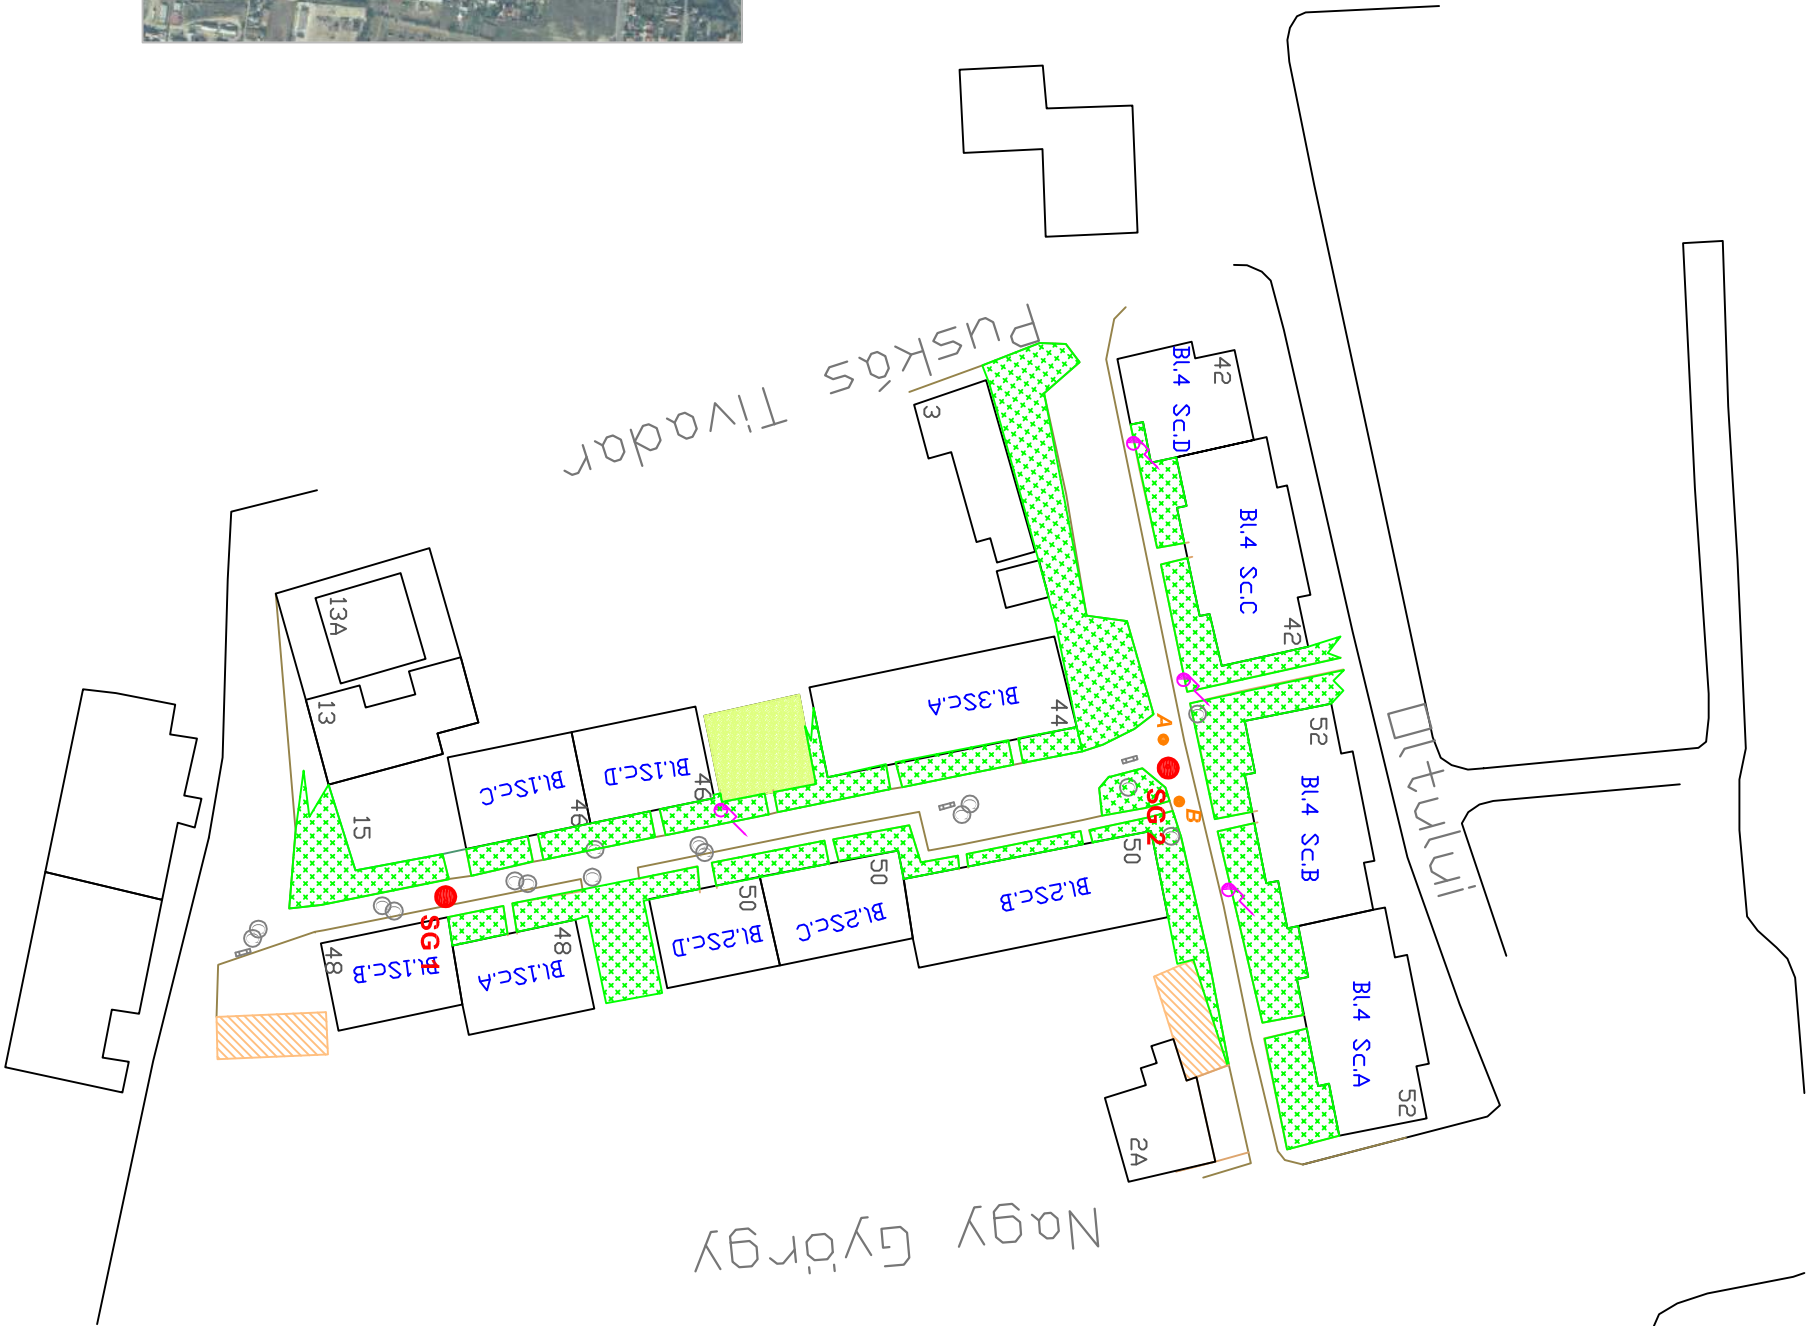 Puskás Tivadar
Bl.4 Sc.D
42
3
Bl.4 Sc.C
13A
42
13
Bl.3Sc.A
44
A
52
Oltului
Bl.1Sc.C
Bl.1Sc.D
46
46
15
SG 2
B
Bl.4 Sc.B
50
50
50
Bl.2Sc.B
Bl.2Sc.C
Bl.2Sc.D
48
SG 1
48
Bl.1Sc.B
Bl.1Sc.A
Bl.4 Sc.A
52
2A
Nagy György